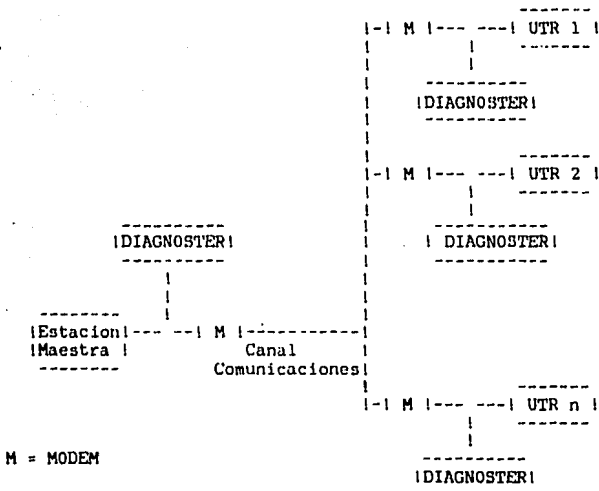 M UTR 1
DIAGNOSTER
M UTR 2
DIAGNOSTER
DIAGNOSTER
Estacion M
Maestra Canal
Comunicaciones
M UTR n
M = MODEM
DIAGNOSTER